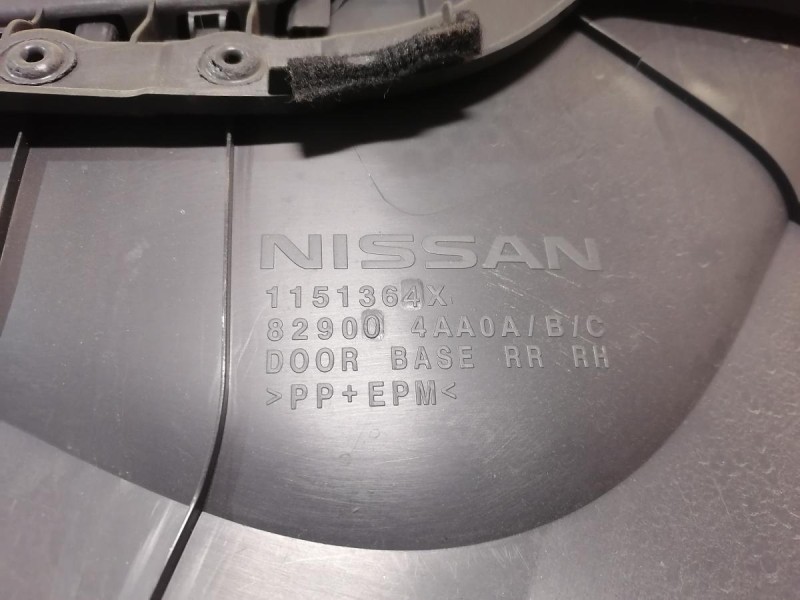 NISSAN
1151364X
82900 4AA0A/B/C
DOOR BASE RR RH
>PP+EPM<